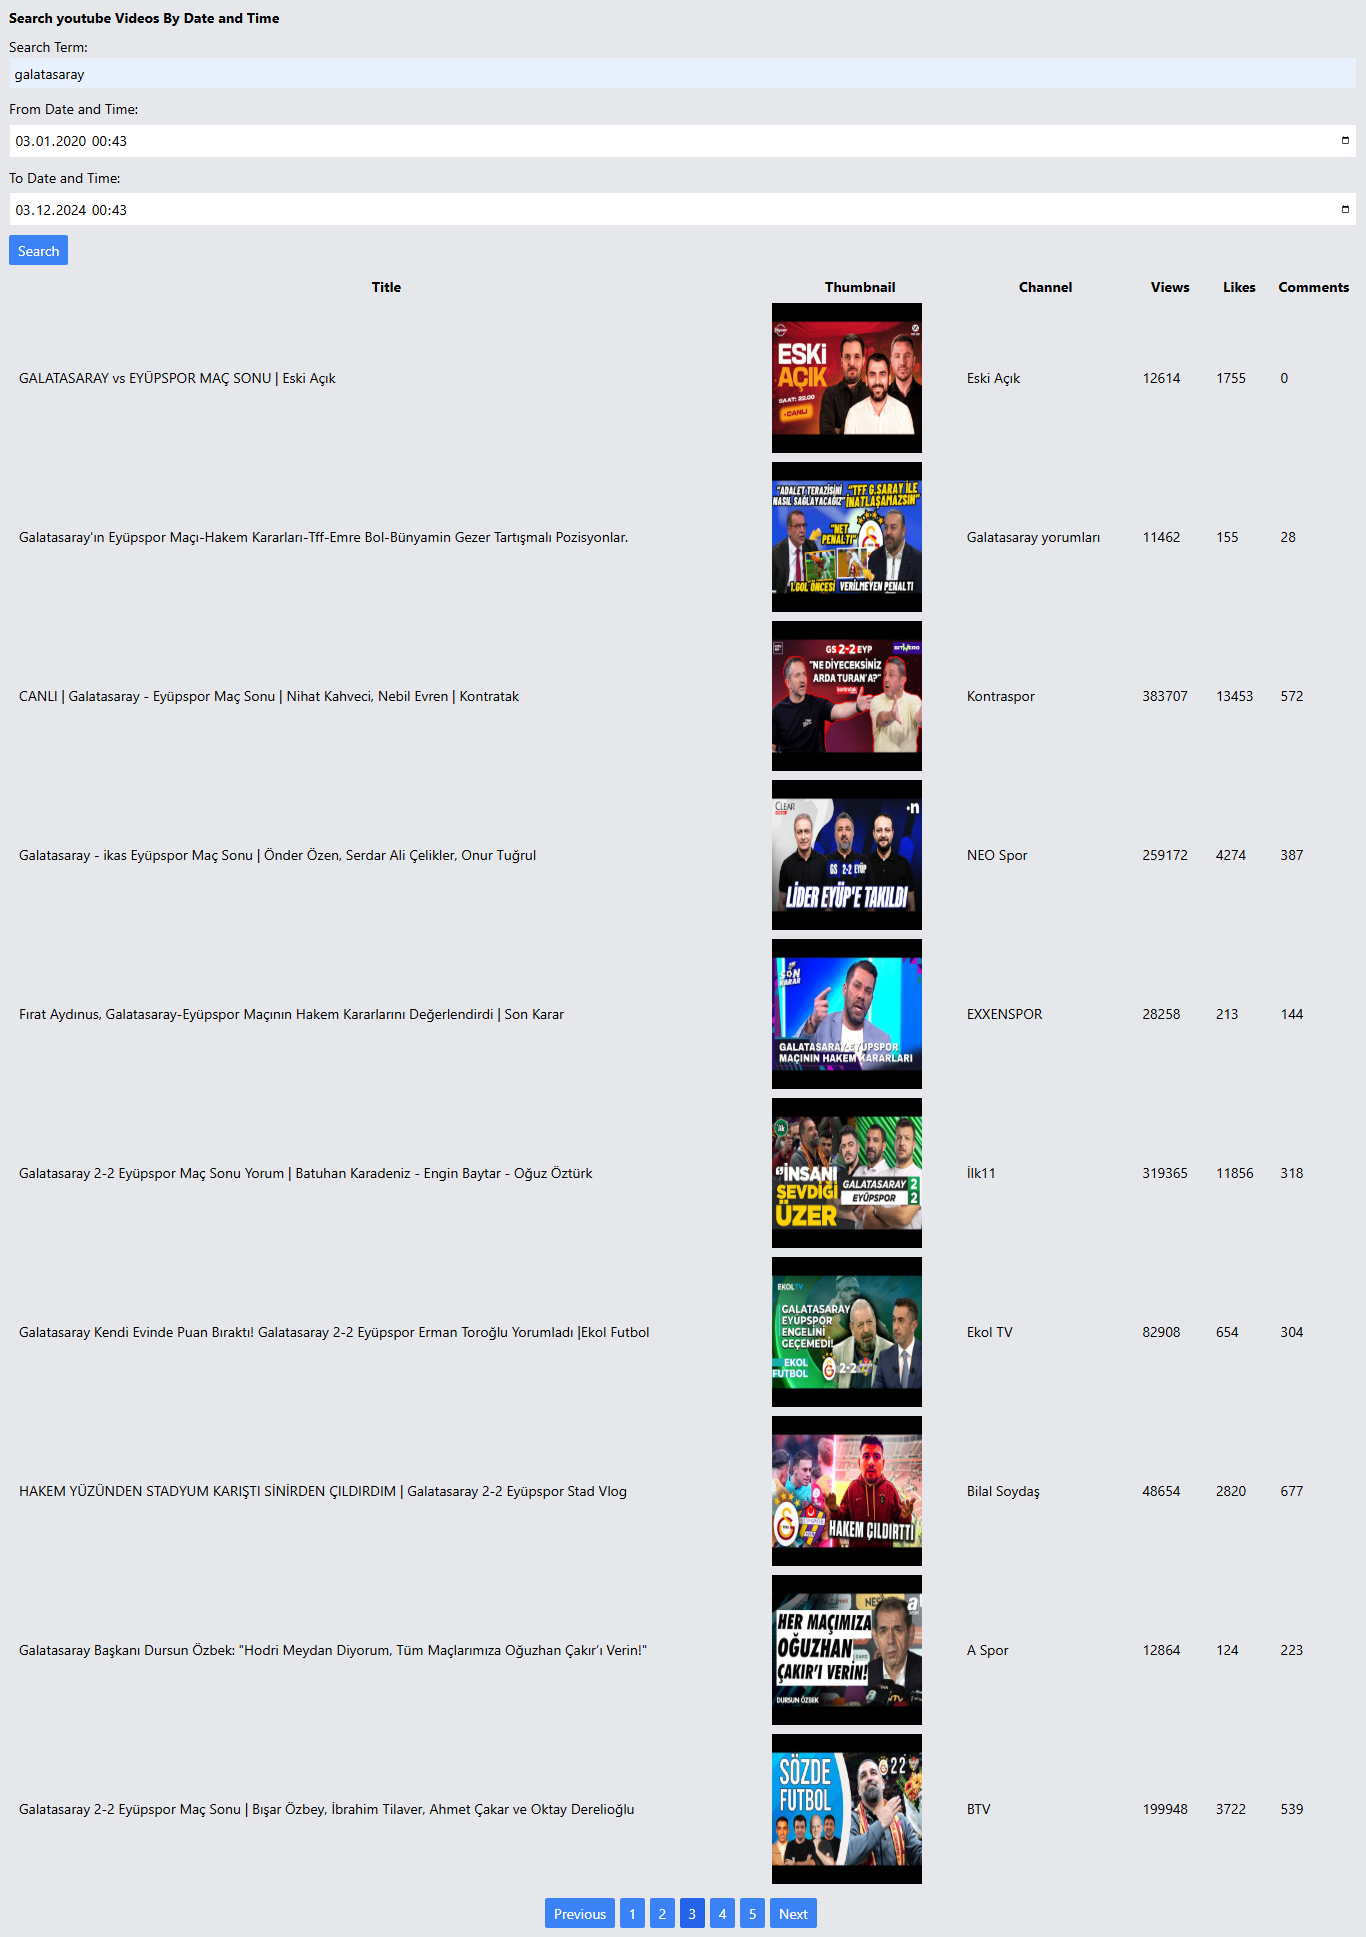 Search youtube Videos By Date and Time
Search Term:
galatasaray
From Date and Time:
03.01.2020 00:43
To Date and Time:
03.12.2024 00:43
Search
Title Thumbnail Channel Views Likes Comments
GALATASARAY vs EYÜPSPOR MAÇ SONU | Eski Açık
ESKİ
AÇIK
SAAT: 22.00
CANLI
Eski Açık 12614 1755 0
Galatasaray'ın Eyüpspor Maçı-Hakem Kararları-Tff-Emre Bol-Bünyamin Gezer Tartışmalı Pozisyonlar.
"ADALET TERAZİSİNİ NASIL SAĞLAYACAĞIZ"
"TFF G.SARAY İLE İNATLAŞAMAZSIN"
"NET PENALTI"
1.GOL ÖNCESİ VERİLMEYEN PENALTI
Galatasaray yorumları 11462 155 28
CANLI | Galatasaray - Eyüpspor Maç Sonu | Nihat Kahveci, Nebil Evren | Kontratak
GS 2-2 EYP
"NE DİYECEKSİNİZ
ARDA TURAN'A?"
kontratak
Kontraspor 383707 13453 572
Galatasaray - ikas Eyüpspor Maç Sonu | Önder Özen, Serdar Ali Çelikler, Onur Tuğrul
CLEAR
n
GS 2-2 EYÜP
LİDER EYÜP'E TAKILDI
NEO Spor 259172 4274 387
Fırat Aydınus, Galatasaray-Eyüpspor Maçının Hakem Kararlarını Değerlendirdi | Son Karar
SON
KARAR
GALATASARAY-EYÜPSPOR
MAÇININ HAKEM KARARLARI
EXXENSPOR 28258 213 144
Galatasaray 2-2 Eyüpspor Maç Sonu Yorum | Batuhan Karadeniz - Engin Baytar - Oğuz Öztürk
'İNSANI
SEVDİĞİ
ÜZER
GALATASARAY 2
EYÜPSPOR 2
İlk11 319365 11856 318
Galatasaray Kendi Evinde Puan Bıraktı! Galatasaray 2-2 Eyüpspor Erman Toroğlu Yorumladı |Ekol Futbol
EKOLTV
GALATASARAY
EYÜPSPOR
ENGELİNİ
GEÇEMEDİ!
EKOL
FUTBOL
2-2
Ekol TV 82908 654 304
HAKEM YÜZÜNDEN STADYUM KARIŞTI SİNİRDEN ÇILDIRDIM | Galatasaray 2-2 Eyüpspor Stad Vlog
HAKEM ÇILDIRTTI
Bilal Soydaş 48654 2820 677
Galatasaray Başkanı Dursun Özbek: "Hodri Meydan Diyorum, Tüm Maçlarımıza Oğuzhan Çakır'ı Verin!"
HER MAÇIMIZA
OĞUZHAN
ÇAKIR'I VERİN!
DURSUN ÖZBEK
a
A Spor 12864 124 223
Galatasaray 2-2 Eyüpspor Maç Sonu | Bışar Özbey, İbrahim Tilaver, Ahmet Çakar ve Oktay Derelioğlu
SÖZDE
FUTBOL
2 2
BTV 199948 3722 539
Previous 1 2 3 4 5 Next